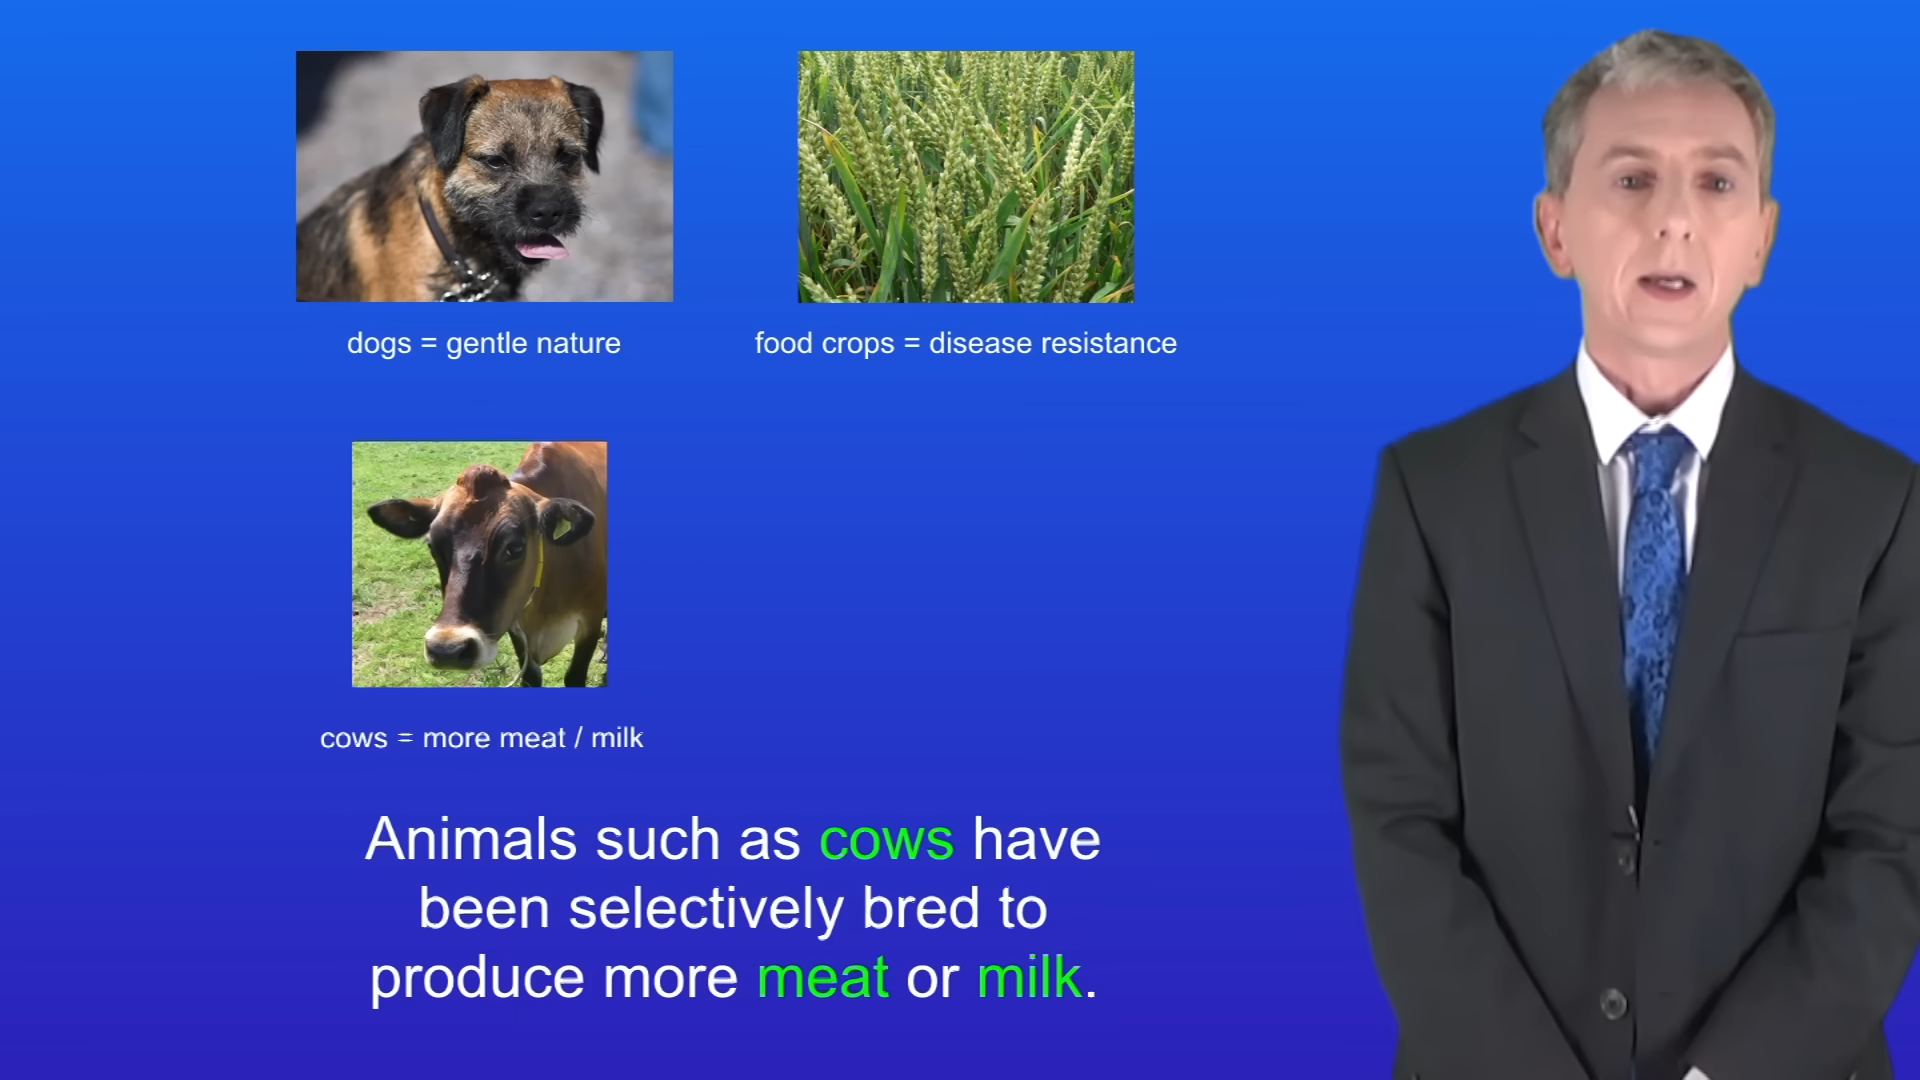 dogs = gentle nature
food crops = disease resistance
cows = more meat / milk
Animals such as cows have
been selectively bred to
produce more meat or milk.